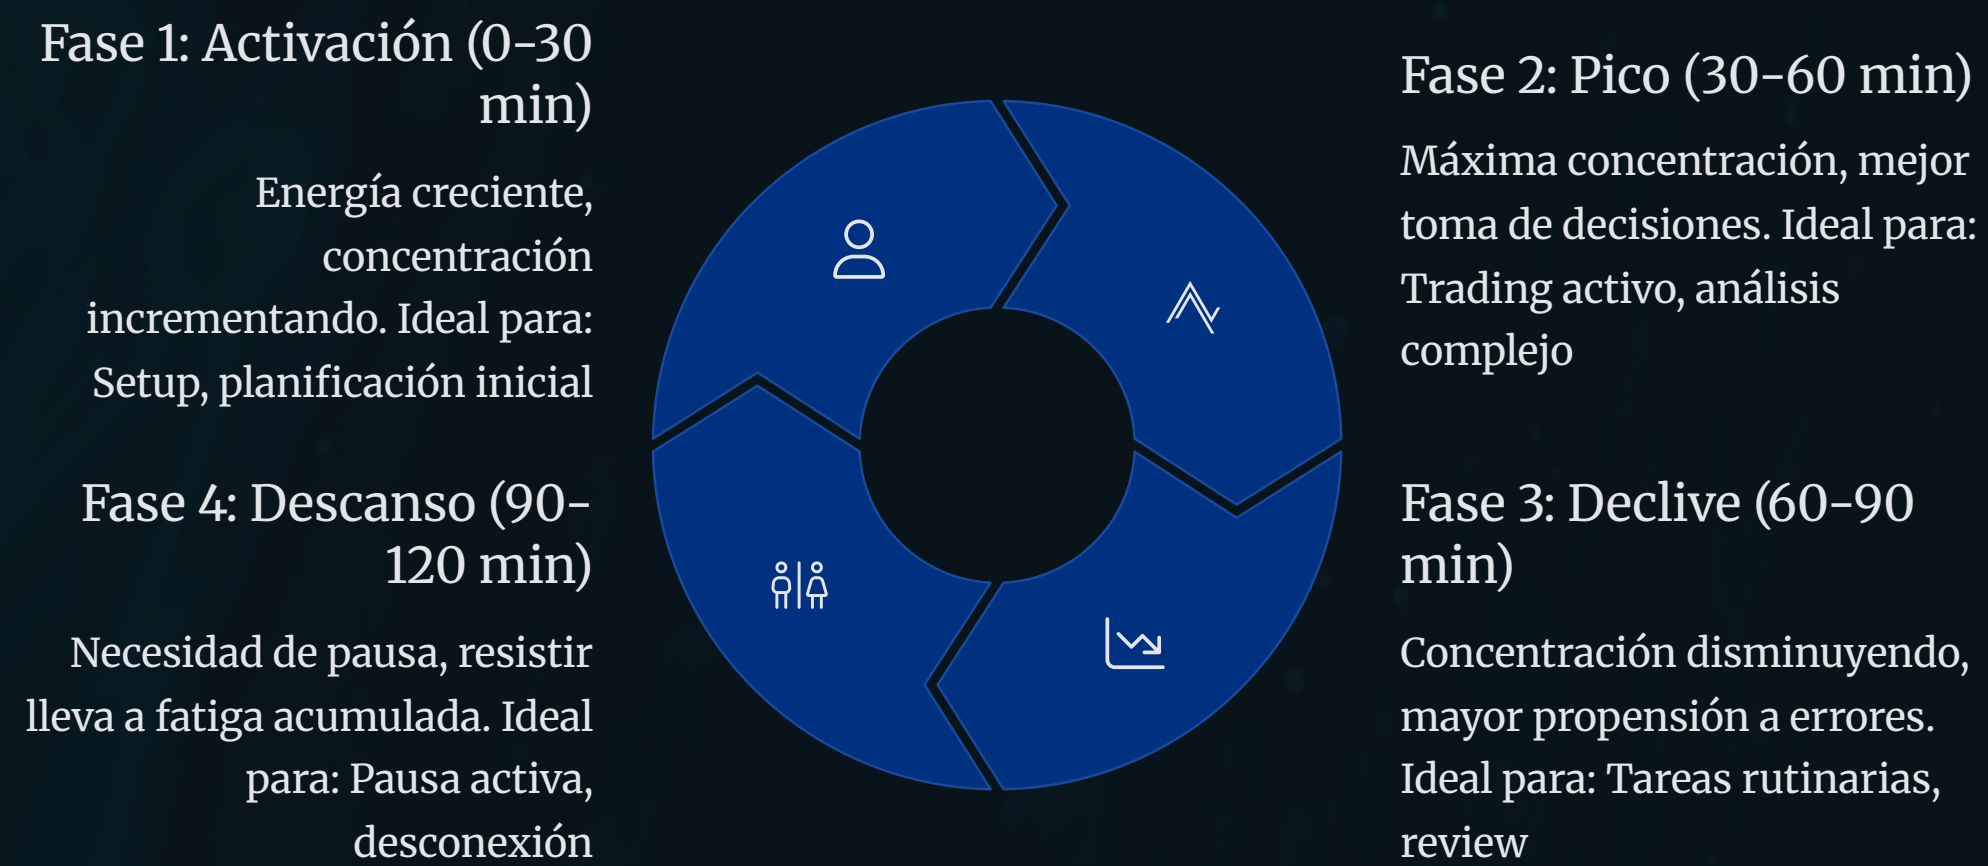 Fase 1: Activación (0-30
min)
Energía creciente,
concentración
incrementando. Ideal para:
Setup, planificación inicial
Fase 2: Pico (30-60 min)
Máxima concentración, mejor
toma de decisiones. Ideal para:
Trading activo, análisis
complejo
Fase 3: Declive (60-90
min)
Concentración disminuyendo,
mayor propensión a errores.
Ideal para: Tareas rutinarias,
review
Fase 4: Descanso (90-
120 min)
Necesidad de pausa, resistir
lleva a fatiga acumulada. Ideal
para: Pausa activa,
desconexión